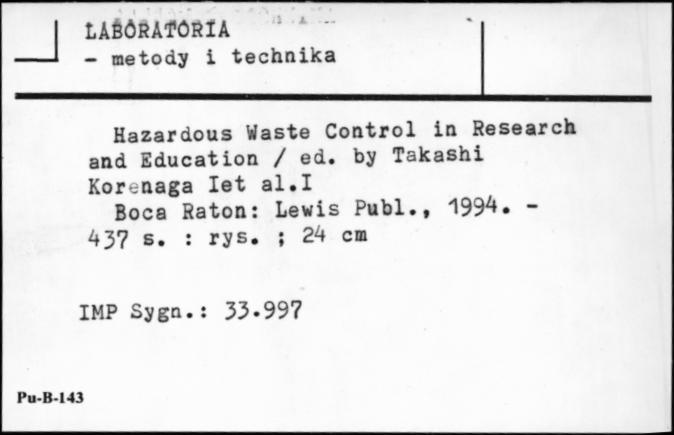 LABORATORIA
- metody i technika
Hazardous Waste Control in Research
and Education / ed. by Takashi
Korenaga Iet al.I
Boca Raton: Lewis Publ., 1994. -
437 s. : rys. ; 24 cm
IMP Sygn.: 33.997
Pu-B-143